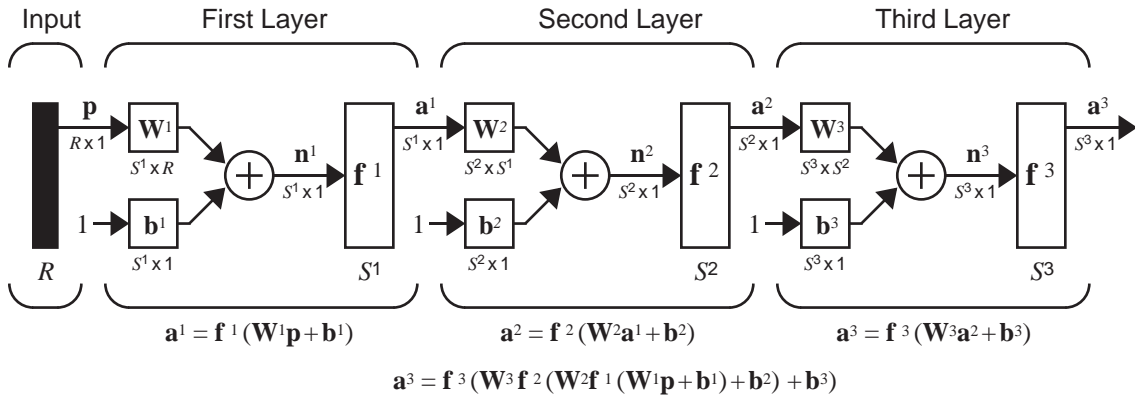 Input First Layer Second Layer Third Layer
p a¹ a² a³
W¹ W² W³
R x 1 S¹ x 1 S² x 1 S³ x 1
S¹ x R S² x S¹ S³ x S²
n¹ n² n³
+ f ¹ + f ² + f ³
S¹ x 1 S² x 1 S³ x 1
1 b¹ 1 b² 1 b³
S¹ x 1 S² x 1 S³ x 1
R S¹ S² S³
a¹ = f ¹ (W¹p + b¹) a² = f ² (W²a¹ + b²) a³ = f ³ (W³a² + b³)
a³ = f ³ (W³ f ² (W² f ¹ (W¹p + b¹) + b²) + b³)